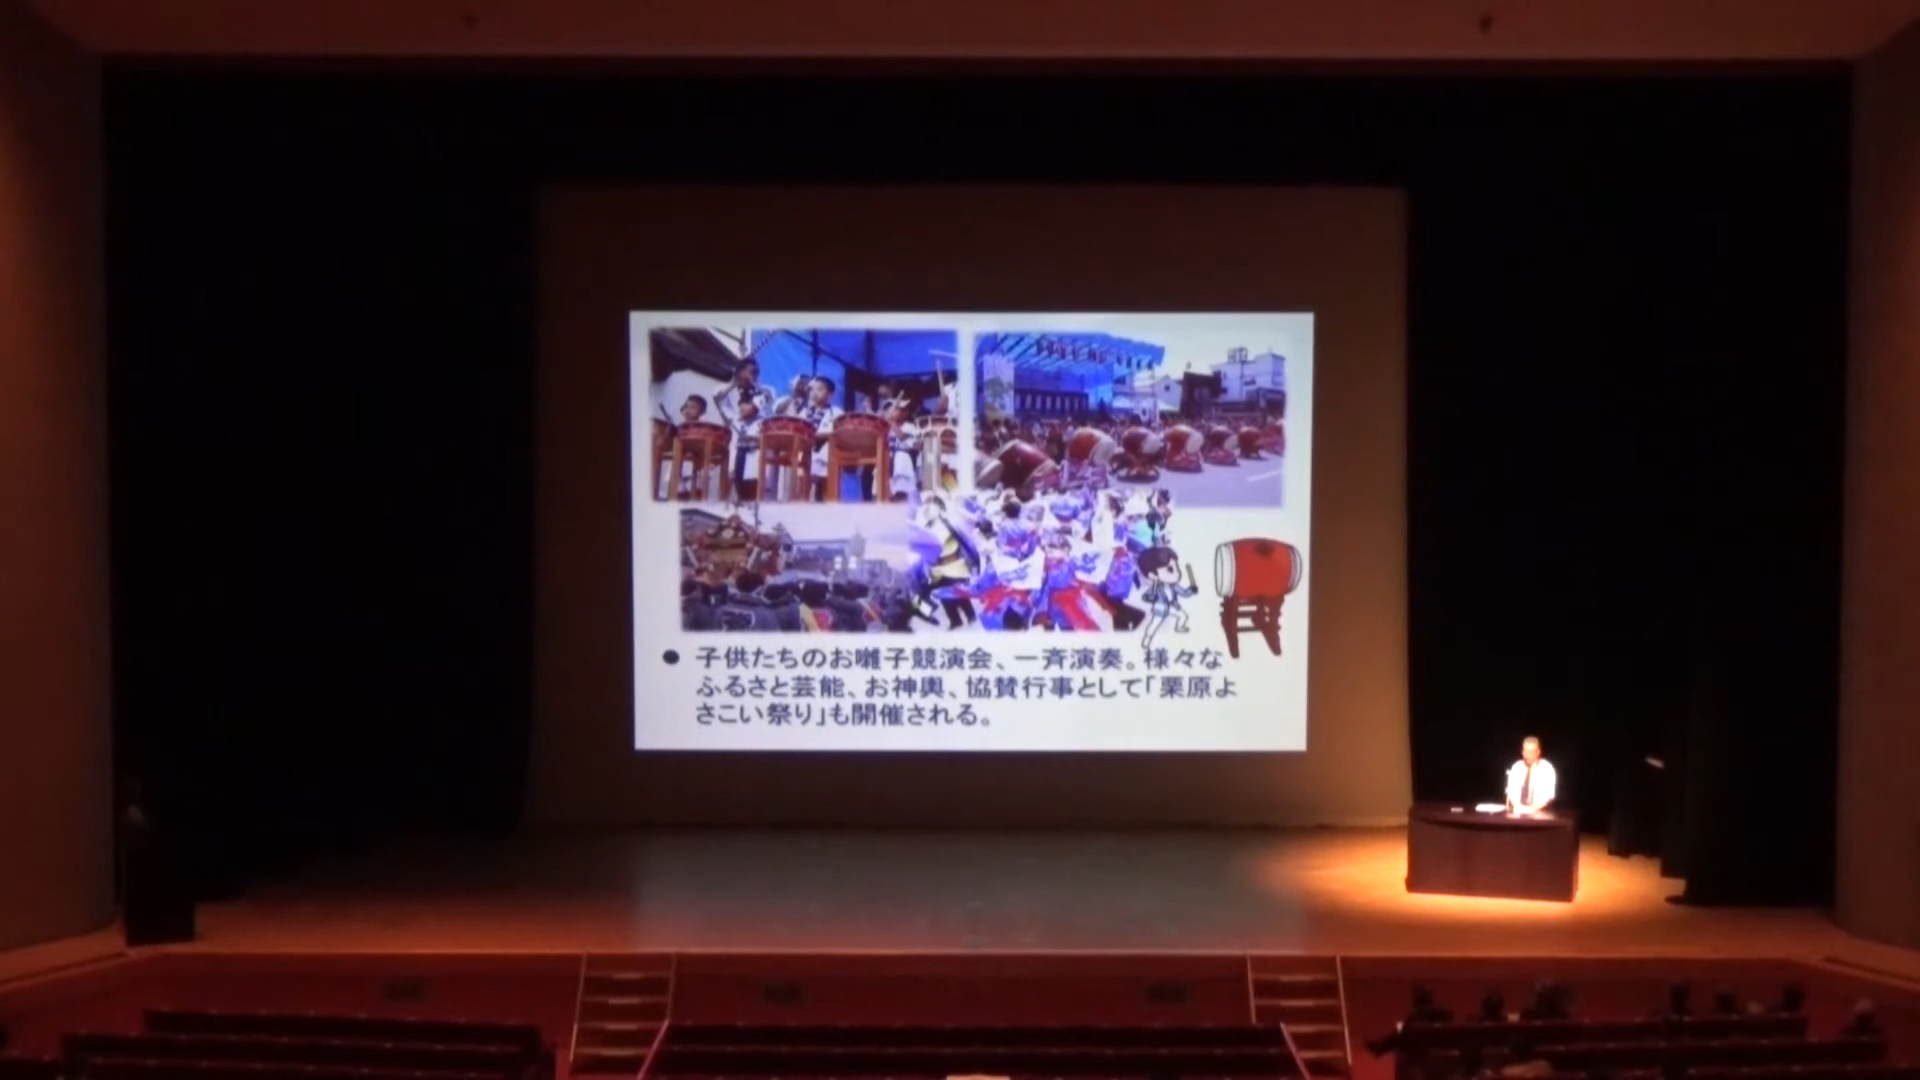 ● 子供たちのお囃子競演会、一斉演奏。様々な
ふるさと芸能、お神輿、協賛行事として「栗原よ
さこい祭り」も開催される。